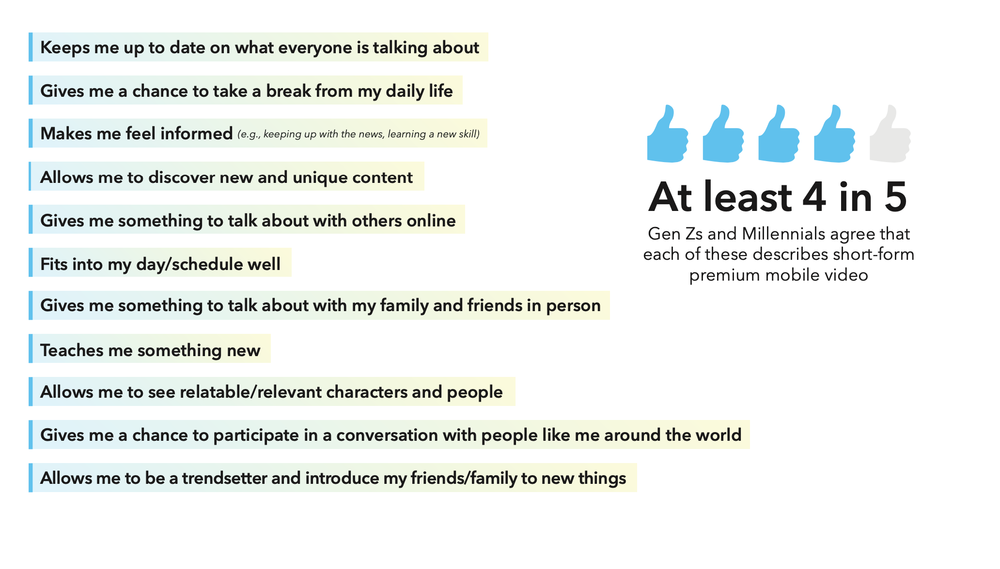 Keeps me up to date on what everyone is talking about
Gives me a chance to take a break from my daily life
Makes me feel informed (e.g., keeping up with the news, learning a new skill)
Allows me to discover new and unique content
Gives me something to talk about with others online
Fits into my day/schedule well
Gives me something to talk about with my family and friends in person
Teaches me something new
Allows me to see relatable/relevant characters and people
Gives me a chance to participate in a conversation with people like me around the world
Allows me to be a trendsetter and introduce my friends/family to new things
At least 4 in 5
Gen Zs and Millennials agree that
each of these describes short-form
premium mobile video